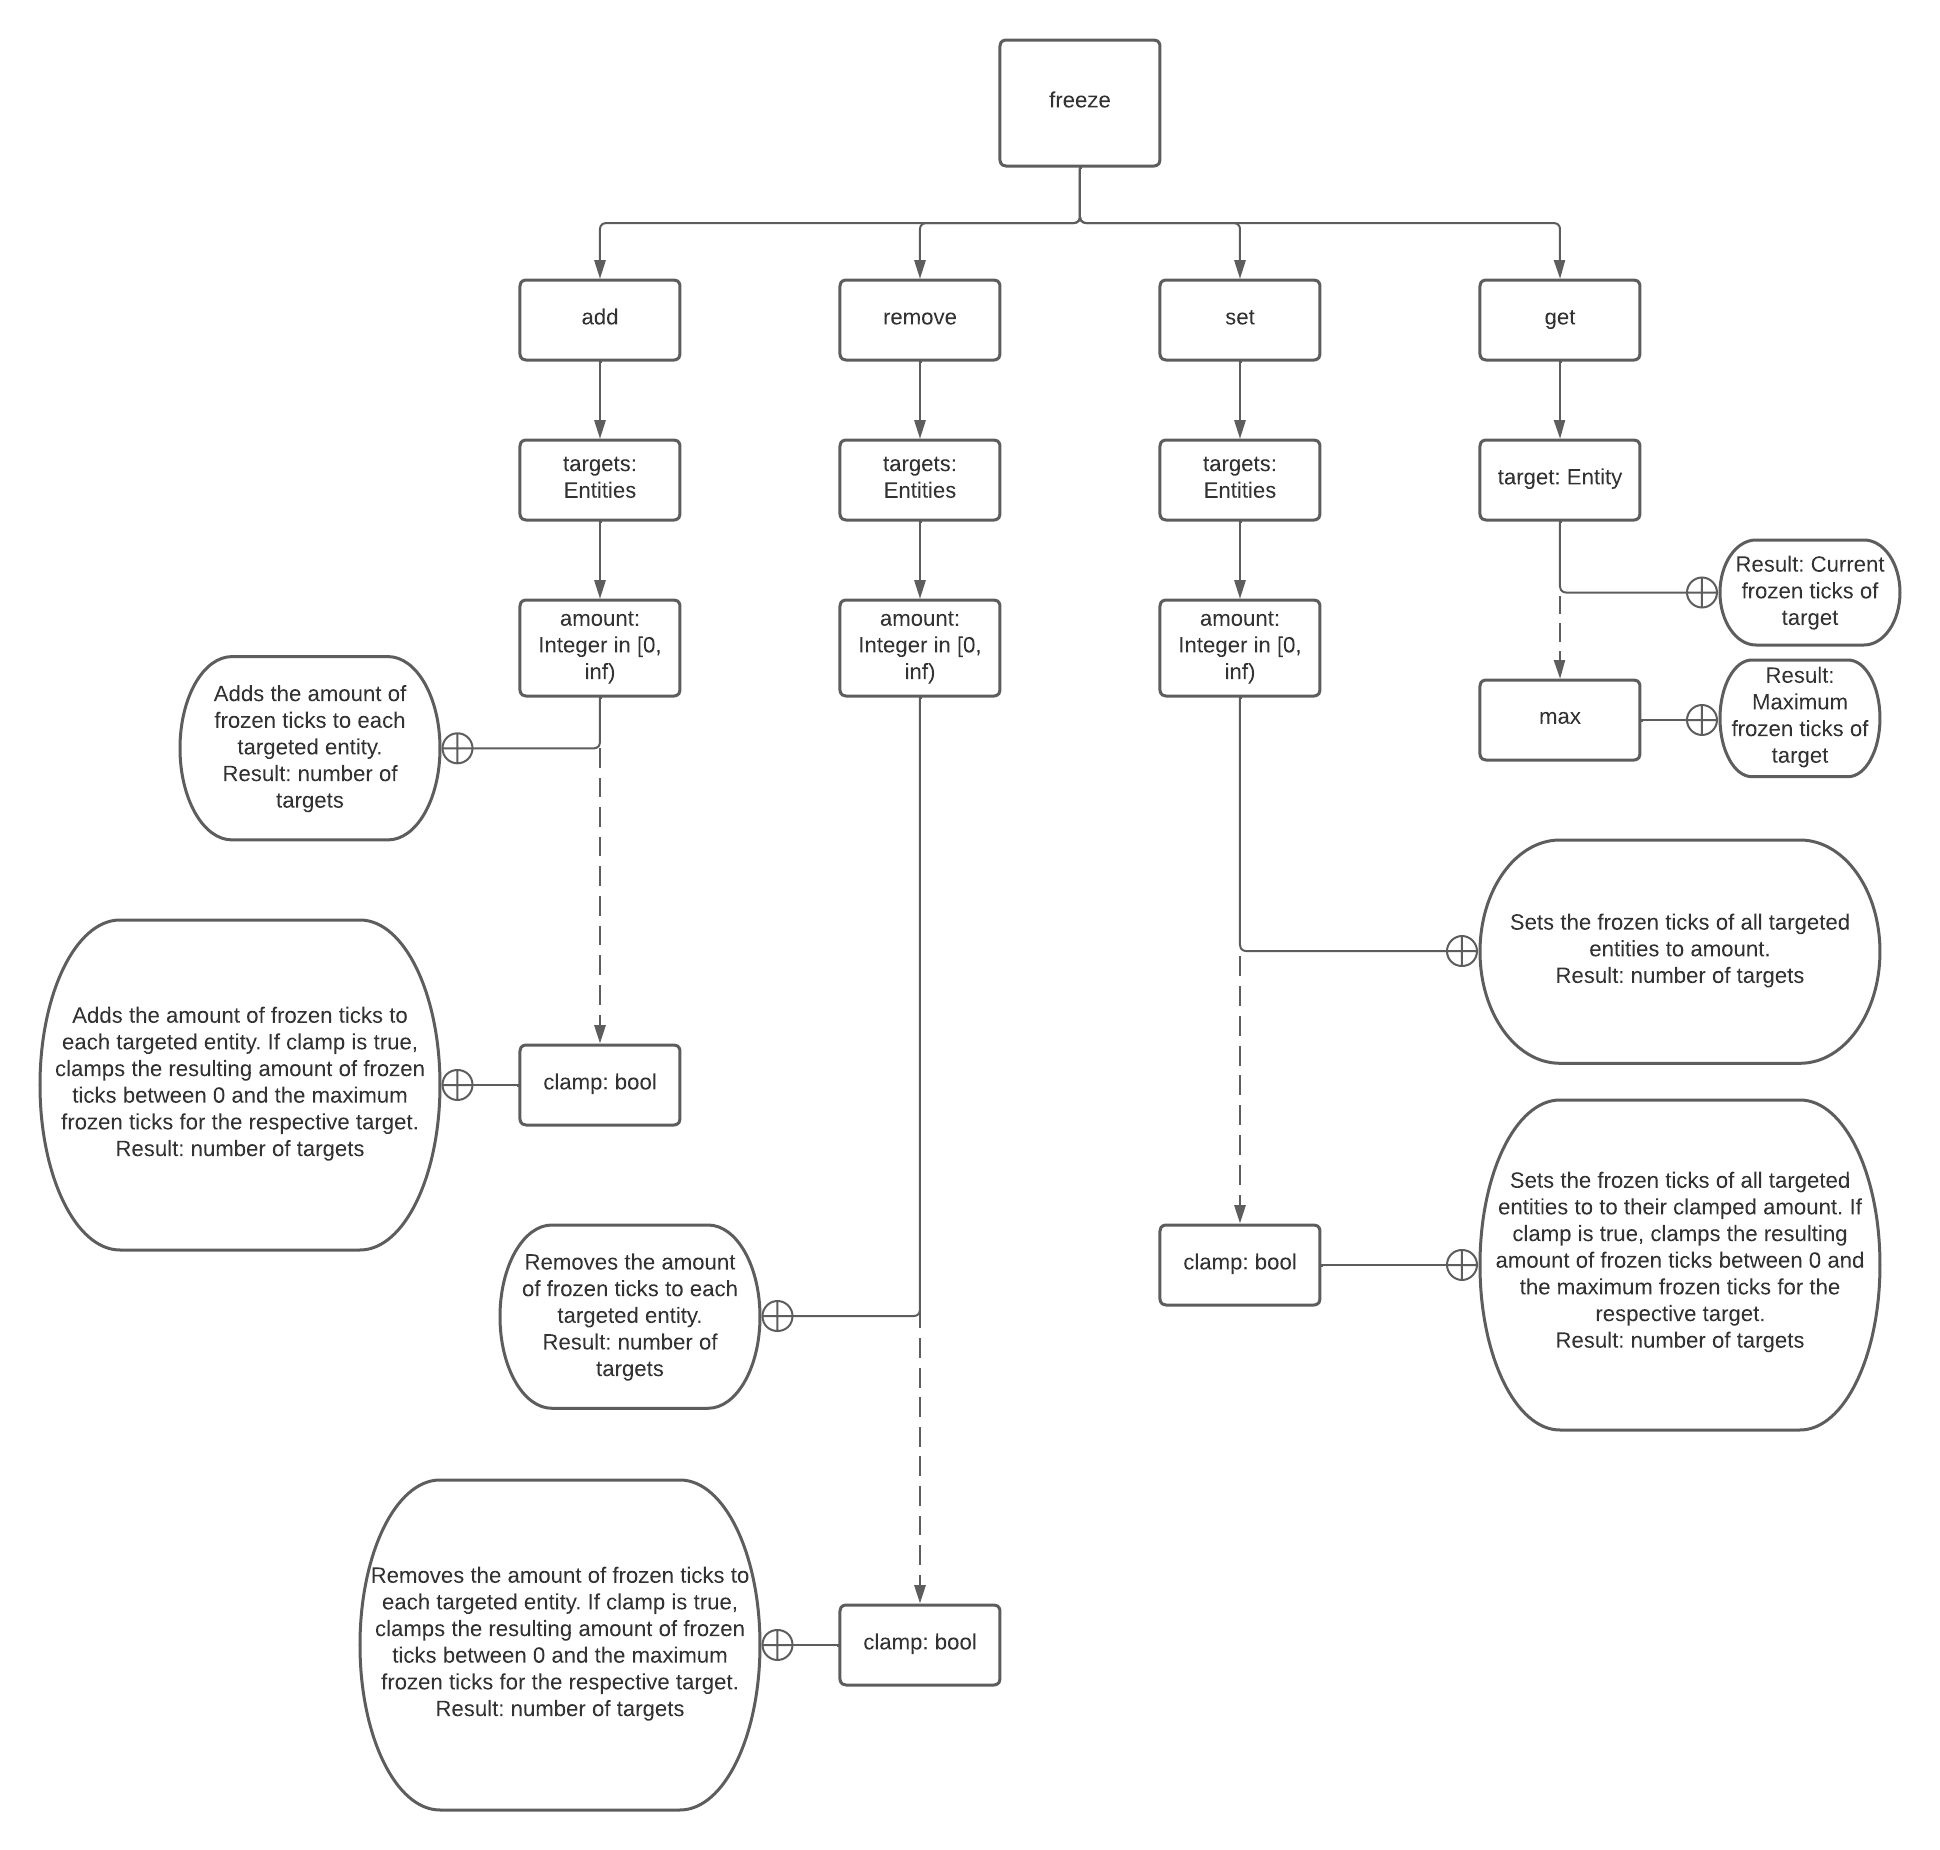 freeze
add
remove
set
get
targets:
Entities
targets:
Entities
targets:
Entities
target: Entity
Result: Current
frozen ticks of
target
amount:
Integer in [0,
inf)
amount:
Integer in [0,
inf)
amount:
Integer in [0,
inf)
Result:
Maximum
frozen ticks of
target
max
Adds the amount of
frozen ticks to each
targeted entity.
Result: number of
targets
Sets the frozen ticks of all targeted
entities to amount.
Result: number of targets
Adds the amount of frozen ticks to
each targeted entity. If clamp is true,
clamps the resulting amount of frozen
ticks between 0 and the maximum
frozen ticks for the respective target.
Result: number of targets
clamp: bool
Removes the amount
of frozen ticks to each
targeted entity.
Result: number of
targets
clamp: bool
Sets the frozen ticks of all targeted
entities to to their clamped amount. If
clamp is true, clamps the resulting
amount of frozen ticks between 0 and
the maximum frozen ticks for the
respective target.
Result: number of targets
Removes the amount of frozen ticks to
each targeted entity. If clamp is true,
clamps the resulting amount of frozen
ticks between 0 and the maximum
frozen ticks for the respective target.
Result: number of targets
clamp: bool